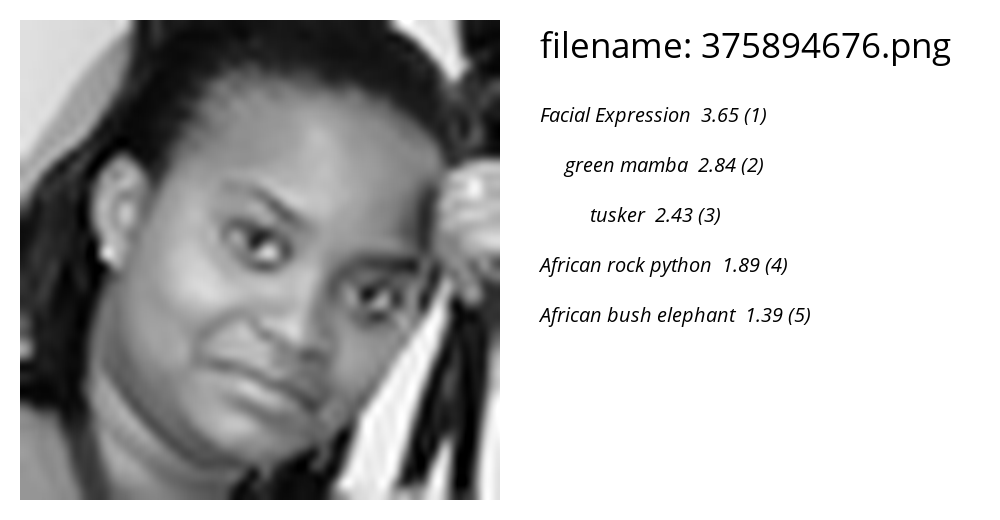 filename: 375894676.png
Facial Expression 3.65 (1)
green mamba 2.84 (2)
tusker 2.43 (3)
African rock python 1.89 (4)
African bush elephant 1.39 (5)